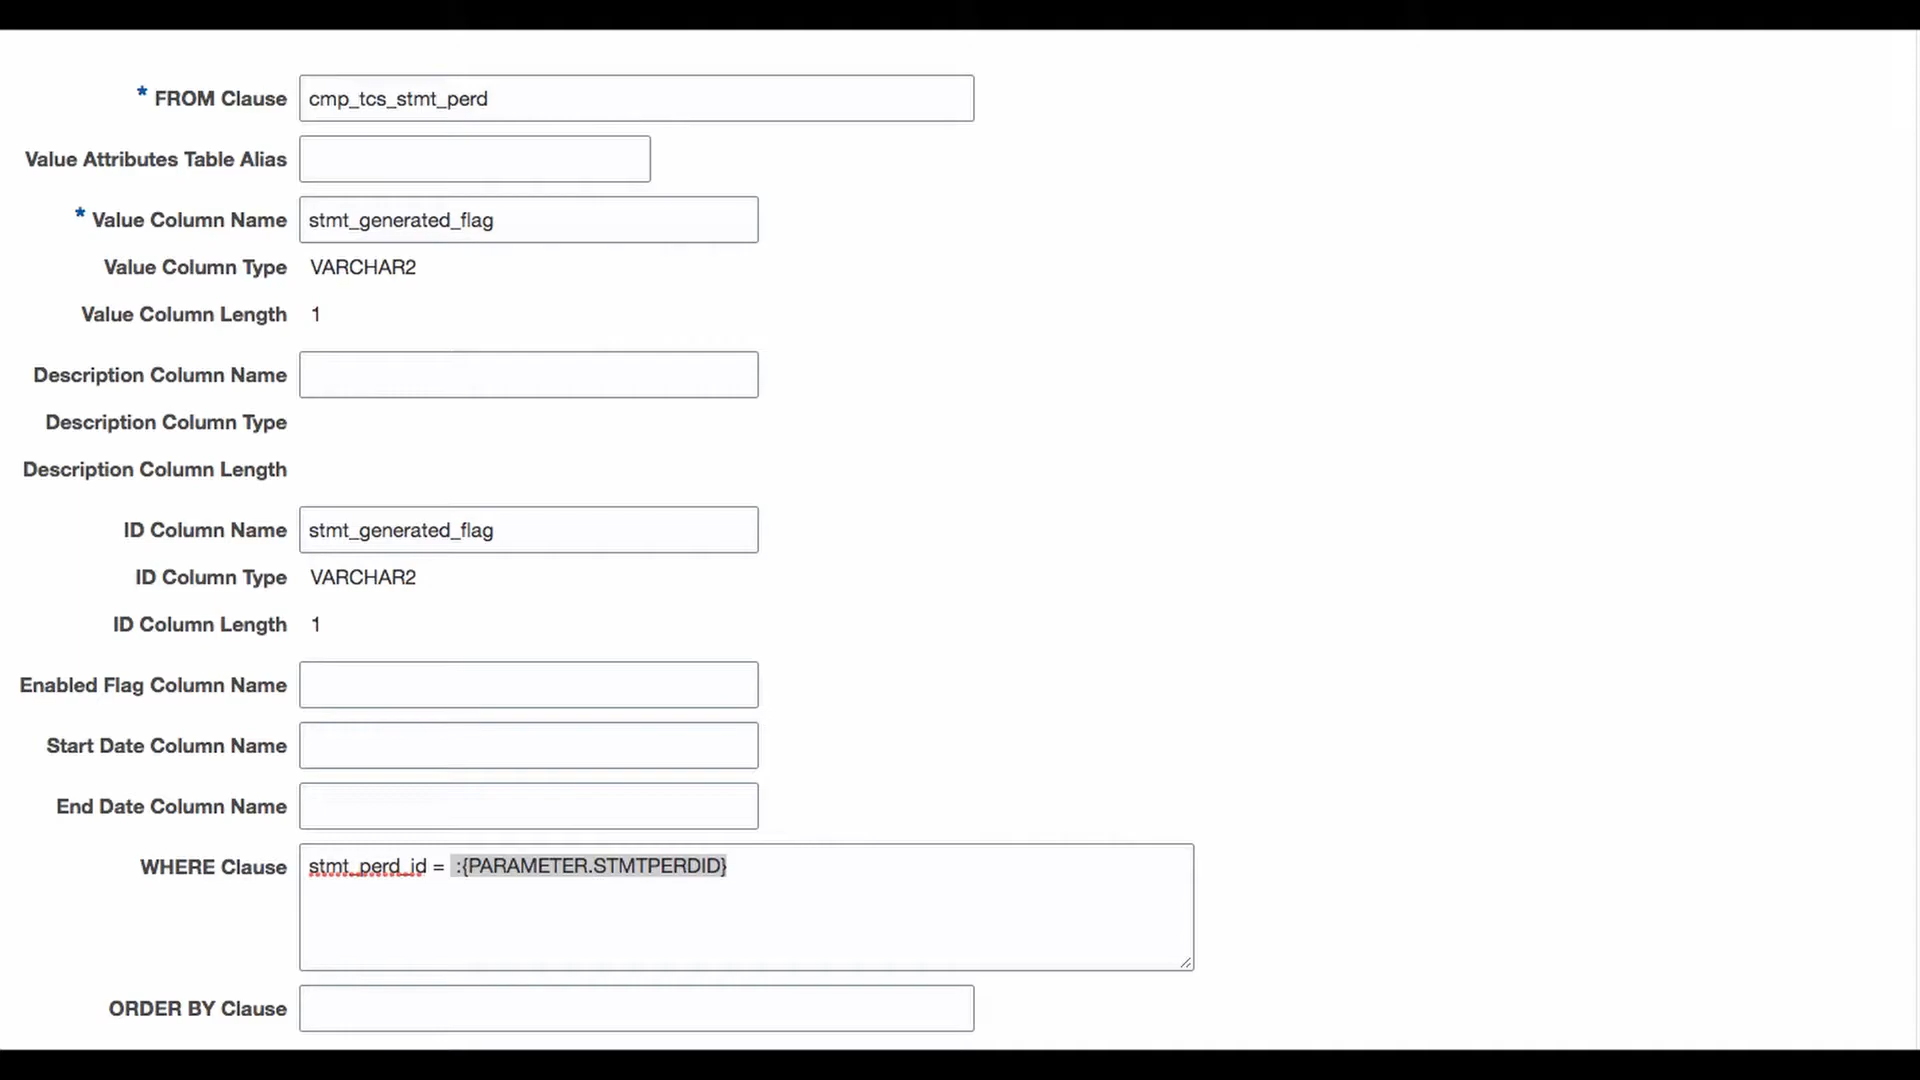 * FROM Clause cmp_tcs_stmt_perd
Value Attributes Table Alias
* Value Column Name stmt_generated_flag
Value Column Type VARCHAR2
Value Column Length 1
Description Column Name
Description Column Type
Description Column Length
ID Column Name stmt_generated_flag
ID Column Type VARCHAR2
ID Column Length 1
Enabled Flag Column Name
Start Date Column Name
End Date Column Name
WHERE Clause stmt_perd_id = :{PARAMETER.STMTPERDID}
ORDER BY Clause